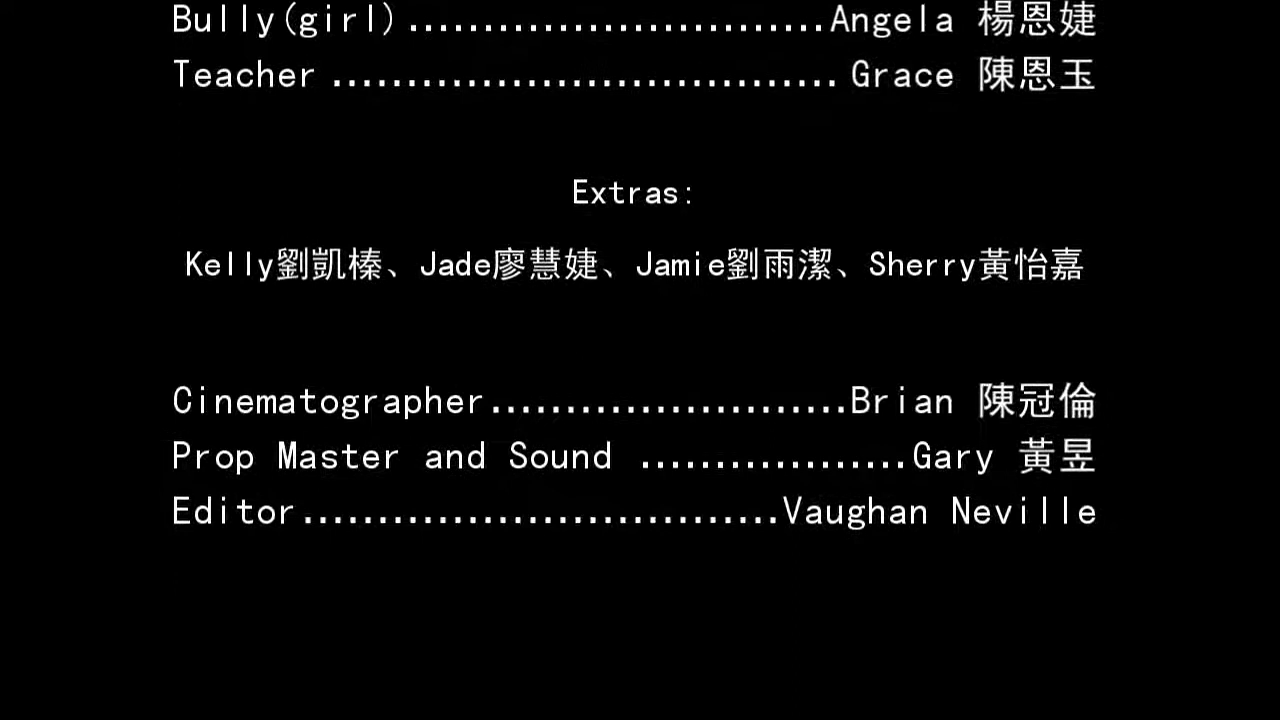 Bully(girl)............................Angela 楊恩婕
Teacher .................................. Grace 陳恩玉
Extras:
Kelly劉凱榛、Jade廖慧婕、Jamie劉雨潔、Sherry黃怡嘉
Cinematographer........................Brian 陳冠倫
Prop Master and Sound ..................Gary 黃昱
Editor................................Vaughan Neville